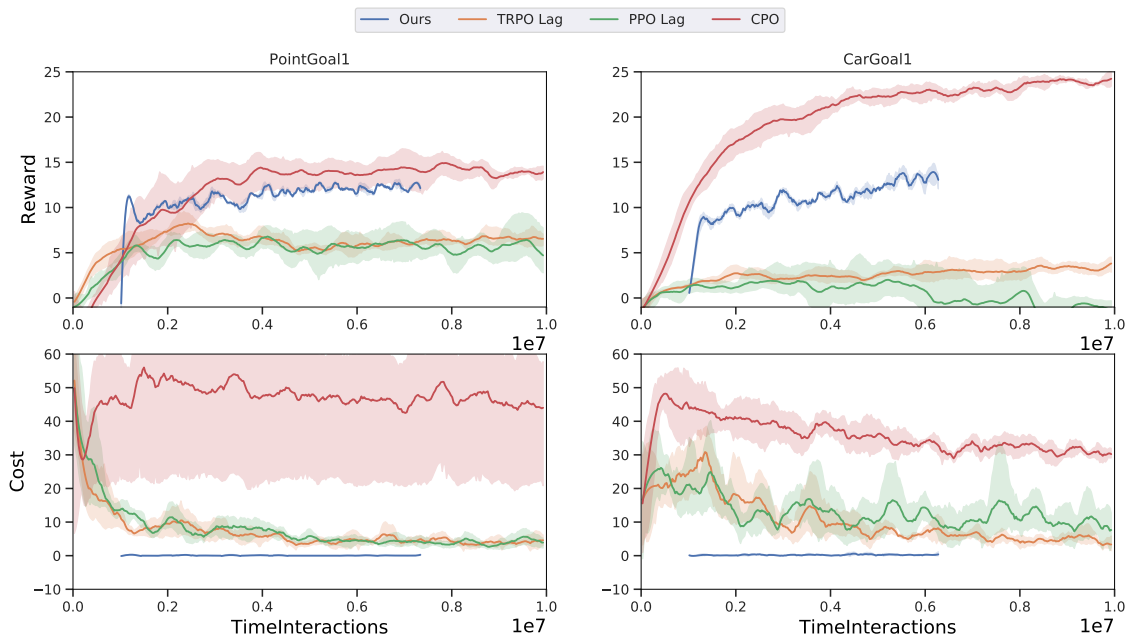 Ours TRPO Lag PPO Lag CPO
PointGoal1 CarGoal1
Reward
25
20
15
10
5
0
0.0 0.2 0.4 0.6 0.8 1.0
1e7
25
20
15
10
5
0
0.0 0.2 0.4 0.6 0.8 1.0
1e7
Cost
60
50
40
30
20
10
0
−10
0.0 0.2 0.4 0.6 0.8 1.0
TimeInteractions 1e7
60
50
40
30
20
10
0
−10
0.0 0.2 0.4 0.6 0.8 1.0
TimeInteractions 1e7